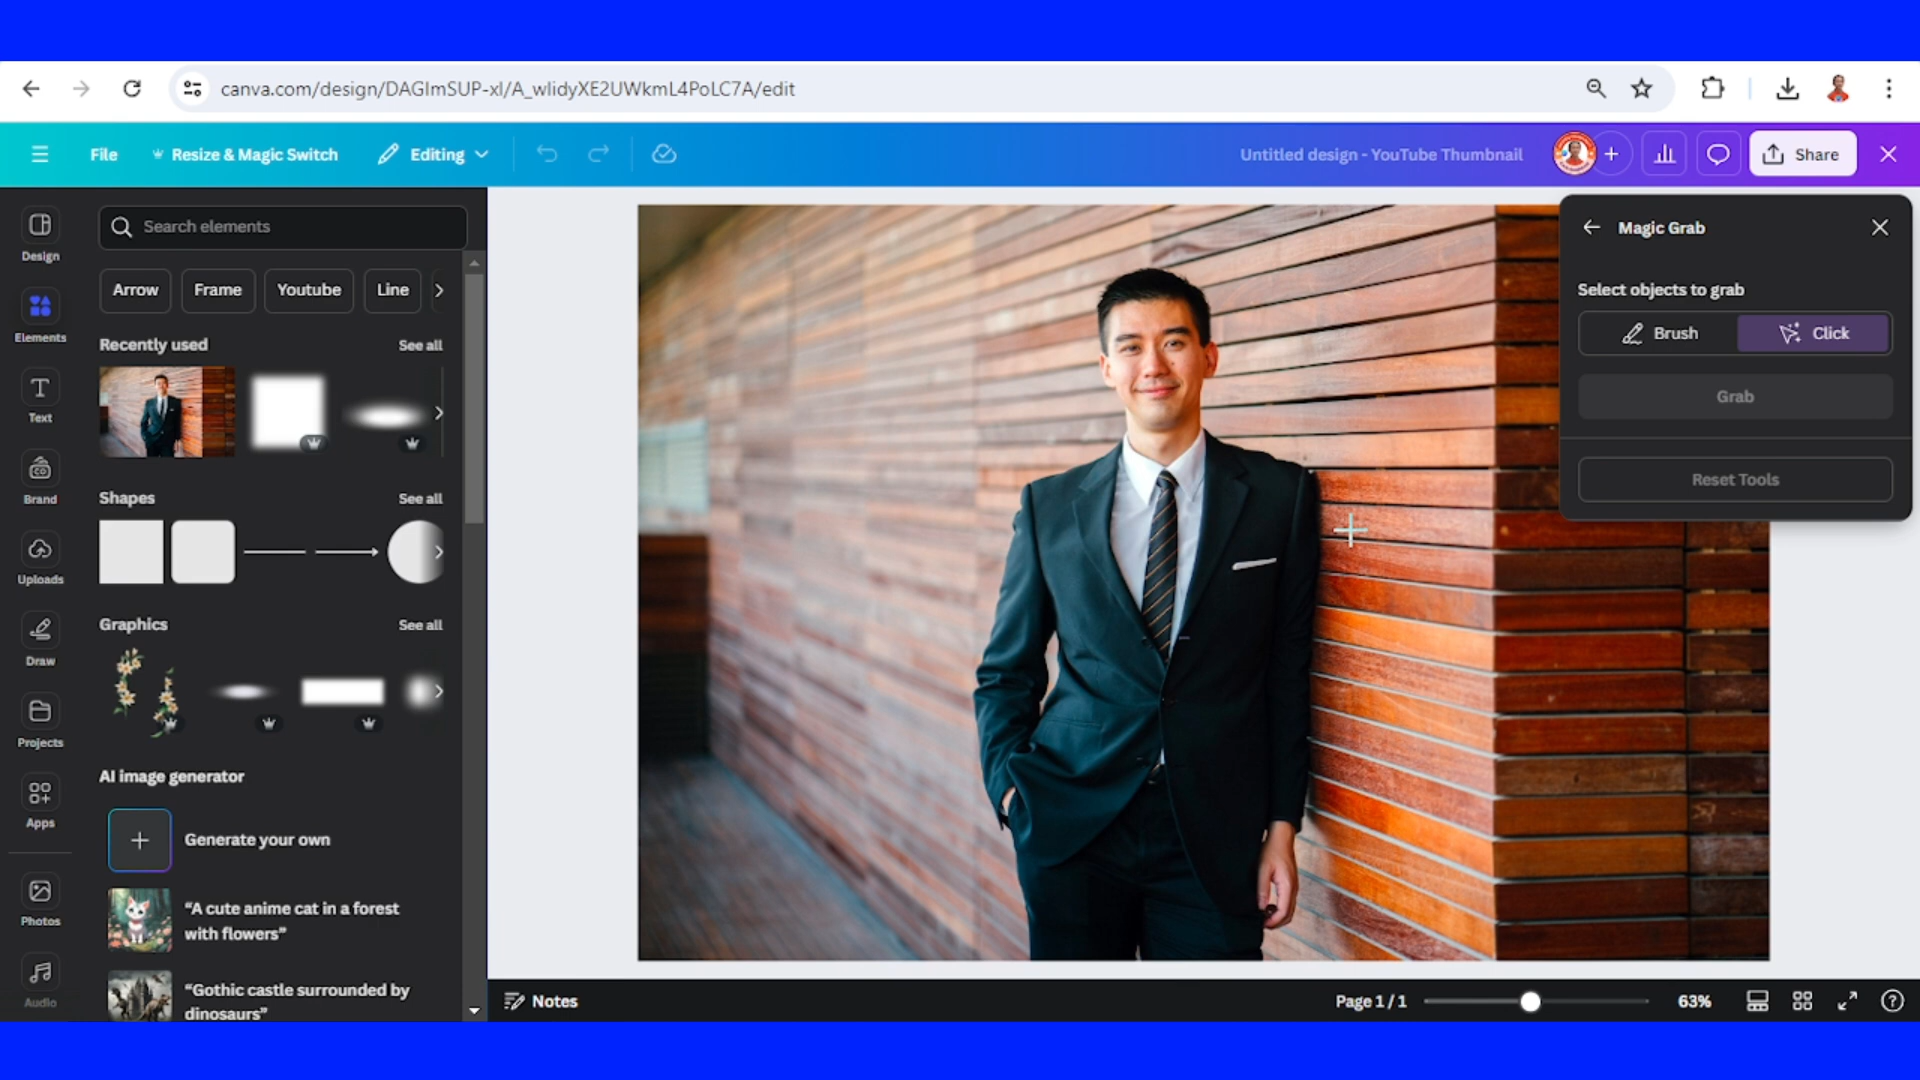 canva.com/design/DAGImSUP-xI/A_wIidyXE2UWkmL4PoLC7A/edit
File
Resize & Magic Switch
Editing
Untitled design - YouTube Thumbnail
Share
Design
Elements
Text
Brand
Uploads
Draw
Projects
Apps
Photos
Audio
Search elements
Arrow
Frame
Youtube
Line
Recently used
See all
Shapes
See all
Graphics
See all
AI image generator
Generate your own
“A cute anime cat in a forest
with flowers”
“Gothic castle surrounded by
dinosaurs”
Magic Grab
Select objects to grab
Brush
Click
Grab
Reset Tools
Notes
Page 1 / 1
63%